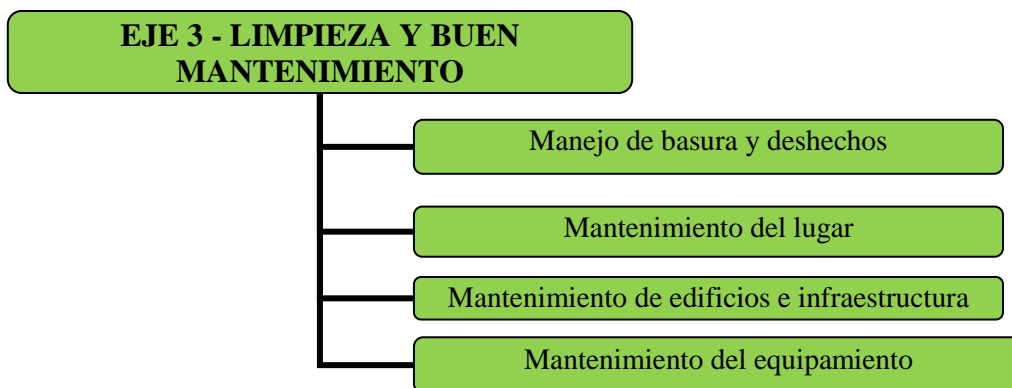 EJE 3 - LIMPIEZA Y BUEN
MANTENIMIENTO
Manejo de basura y deshechos
Mantenimiento del lugar
Mantenimiento de edificios e infraestructura
Mantenimiento del equipamiento